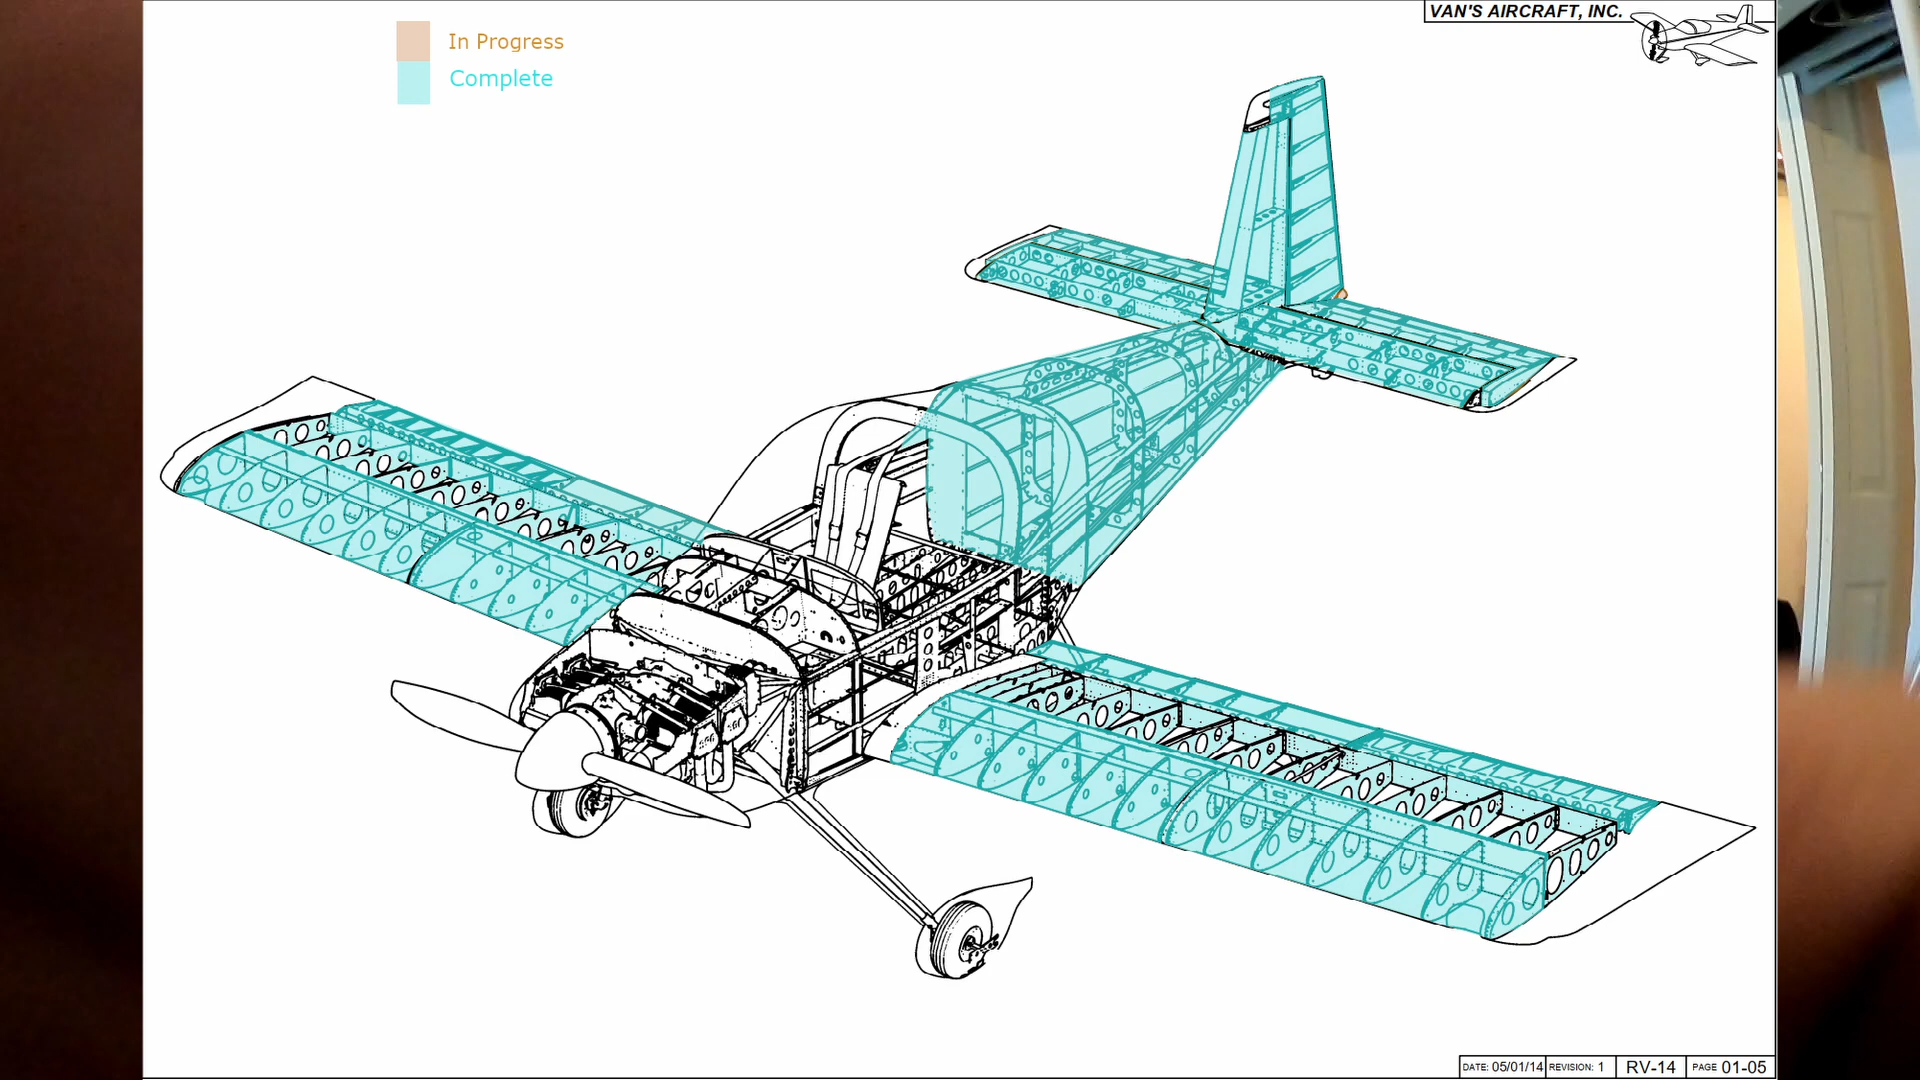 In Progress
Complete
VAN'S AIRCRAFT, INC.
DATE: 05/01/14 REVISION: 1 RV-14 PAGE 01-05